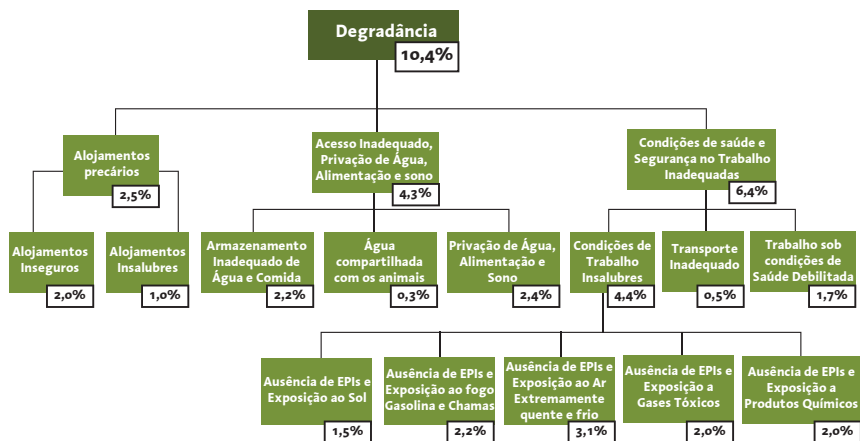 Degradância
10,4%
Alojamentos
precários
2,5%
Acesso Inadequado,
Privação de Água,
Alimentação e sono
4,3%
Condições de saúde e
Segurança no Trabalho
Inadequadas
6,4%
Alojamentos
Inseguros
2,0%
Alojamentos
Insalubres
1,0%
Armazenamento
Inadequado de
Água e Comida
2,2%
Água
compartilhada
com os animais
0,3%
Privação de Água,
Alimentação e
Sono
2,4%
Condições de
Trabalho
Insalubres
4,4%
Transporte
Inadequado
0,5%
Trabalho sob
condições de
Saúde Debilitada
1,7%
Ausência de EPIs e
Exposição ao Sol
1,5%
Ausência de EPIs e
Exposição ao fogo
Gasolina e Chamas
2,2%
Ausência de EPIs e
Exposição ao Ar
Extremamente
quente e frio
3,1%
Ausência de EPIs e
Exposição a
Gases Tóxicos
2,0%
Ausência de EPIs e
Exposição a
Produtos Químicos
2,0%